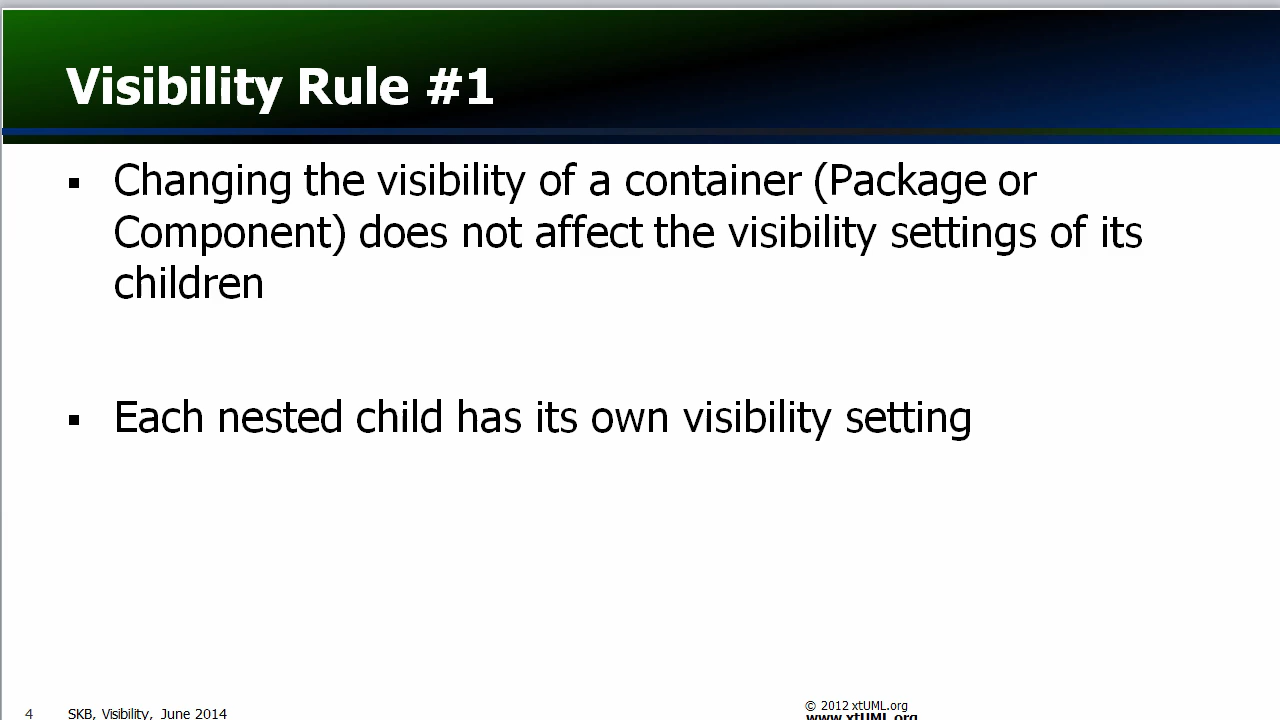 Visibility Rule #1
▪ Changing the visibility of a container (Package or
Component) does not affect the visibility settings of its
children
▪ Each nested child has its own visibility setting
4 SKB, Visibility, June 2014
© 2012 xtUML.org
www.xtUML.org